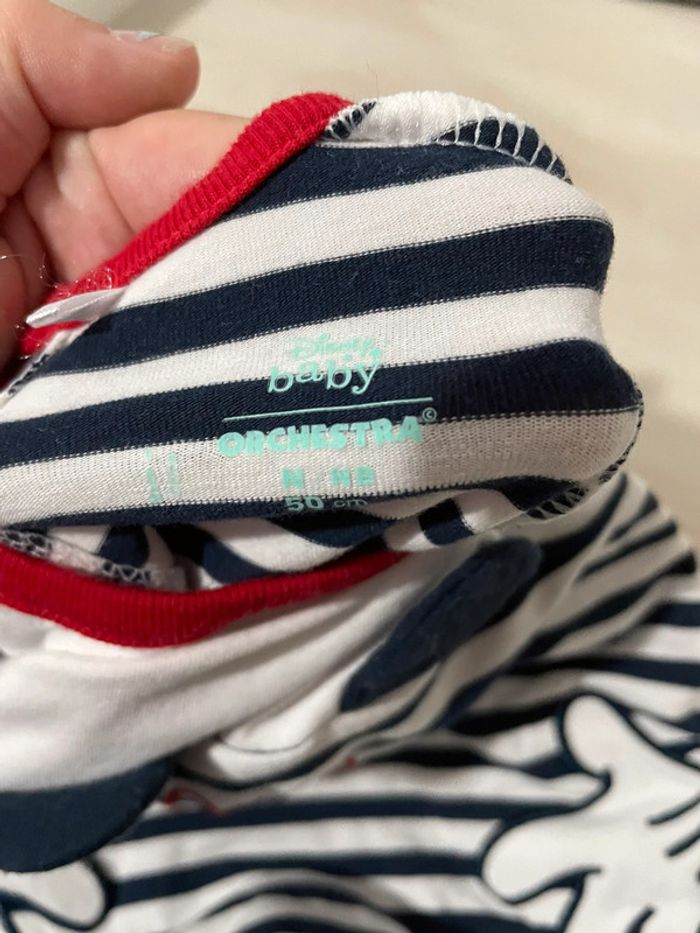 Disney
baby
ORCHESTRA©
N / NB
50 cm